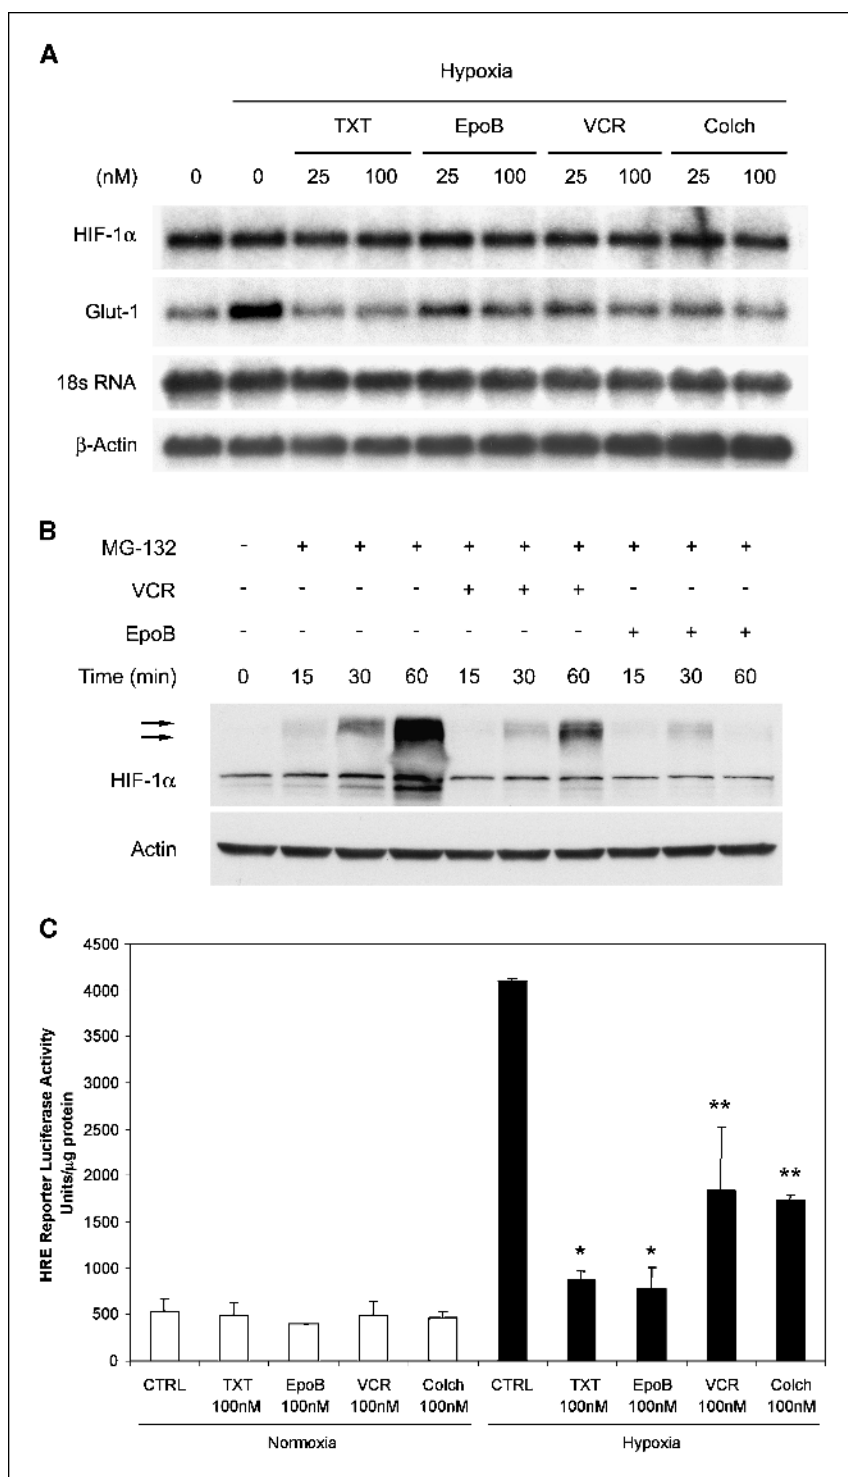 A
Hypoxia
TXT EpoB VCR Colch
(nM) 0 0 25 100 25 100 25 100 25 100
HIF-1α
Glut-1
18s RNA
β-Actin
B
MG-132 - + + + + + + + + +
VCR - - - - + + + - - -
EpoB - - - - - - - + + +
Time (min) 0 15 30 60 15 30 60 15 30 60
HIF-1α
Actin
C
HRE Reporter Luciferase Activity
Units/µg protein
4500
4000
3500
3000
2500
2000
1500
1000
500
0
* * ** **
CTRL TXT EpoB VCR Colch CTRL TXT EpoB VCR Colch
100nM 100nM 100nM 100nM 100nM 100nM 100nM 100nM
Normoxia Hypoxia